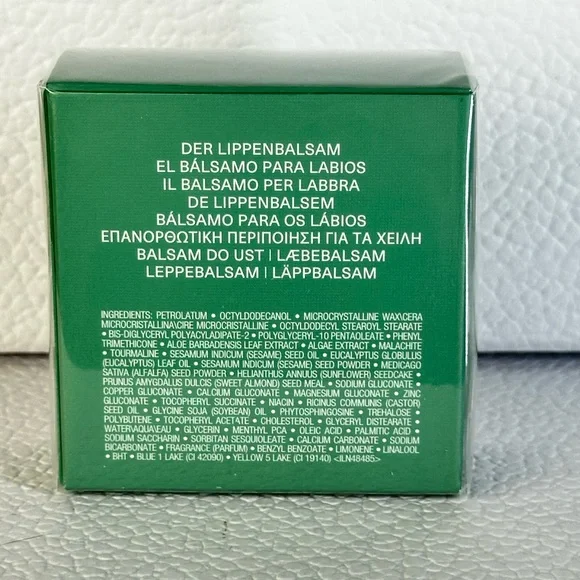 DER LIPPENBALSAM
EL BÁLSAMO PARA LABIOS
IL BALSAMO PER LABBRA
DE LIPPENBALSEM
BÁLSAMO PARA OS LÁBIOS
ΕΠΑΝΟΡΘΩΤΙΚΗ ΠΕΡΙΠΟΙΗΣΗ ΓΙΑ ΤΑ ΧΕΙΛΗ
BALSAM DO UST | LÆBEBALSAM
LEPPEBALSAM | LÄPPBALSAM
INGREDIENTS: PETROLATUM • OCTYLDODECANOL • MICROCRYSTALLINE WAX\CERA
MICROCRISTALLINA\CIRE MICROCRISTALLINE • OCTYLDODECYL STEAROYL STEARATE
• BIS-DIGLYCERYL POLYACYLADIPATE-2 • POLYGLYCERYL-10 PENTAOLEATE • PHENYL
TRIMETHICONE • ALOE BARBADENSIS LEAF EXTRACT • ALGAE EXTRACT • MALACHITE
• TOURMALINE • SESAMUM INDICUM (SESAME) SEED OIL • EUCALYPTUS GLOBULUS
(EUCALYPTUS) LEAF OIL • SESAMUM INDICUM (SESAME) SEED POWDER • MEDICAGO
SATIVA (ALFALFA) SEED POWDER • HELIANTHUS ANNUUS (SUNFLOWER) SEEDCAKE •
PRUNUS AMYGDALUS DULCIS (SWEET ALMOND) SEED MEAL • SODIUM GLUCONATE •
COPPER GLUCONATE • CALCIUM GLUCONATE • MAGNESIUM GLUCONATE • ZINC
GLUCONATE • TOCOPHERYL SUCCINATE • NIACIN • RICINUS COMMUNIS (CASTOR)
SEED OIL • GLYCINE SOJA (SOYBEAN) OIL • PHYTOSPHINGOSINE • TREHALOSE •
POLYBUTENE • TOCOPHERYL ACETATE • CHOLESTEROL • GLYCERYL DISTEARATE •
WATER\AQUA\EAU • GLYCERIN • MENTHYL PCA • OLEIC ACID • PALMITIC ACID •
SODIUM SACCHARIN • SORBITAN SESQUIOLEATE • CALCIUM CARBONATE • SODIUM
BICARBONATE • FRAGRANCE (PARFUM) • BENZYL BENZOATE • LIMONENE • LINALOOL
• BHT • BLUE 1 LAKE (CI 42090) • YELLOW 5 LAKE (CI 19140) <ILN48485>